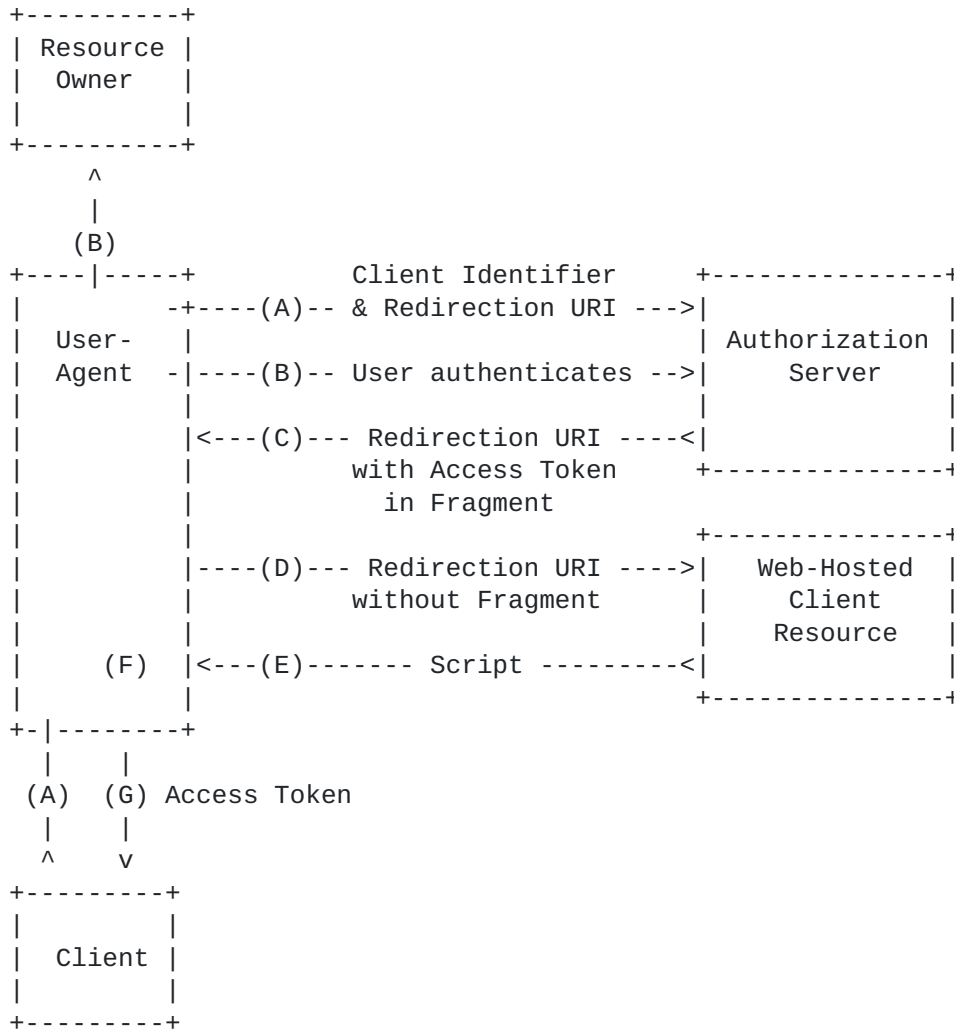 +----------+
| Resource |
|  Owner   |
|          |
+----------+
     ^
     |
    (B)
+----|-----+          Client Identifier     +---------------+
|         -+----(A)-- & Redirection URI --->|               |
|  User-   |                                | Authorization |
|  Agent  -|----(B)-- User authenticates -->|     Server    |
|          |                                |               |
|          |<---(C)--- Redirection URI ----<|               |
|          |          with Access Token     +---------------+
|          |            in Fragment
|          |                                +---------------+
|          |----(D)--- Redirection URI ---->|   Web-Hosted  |
|          |          without Fragment      |     Client    |
|          |                                |    Resource   |
|     (F)  |<---(E)------- Script ---------<|               |
|          |                                +---------------+
+-|--------+
  |    |
 (A)  (G) Access Token
  |    |
  ^    v
+---------+
|         |
|  Client |
|         |
+---------+